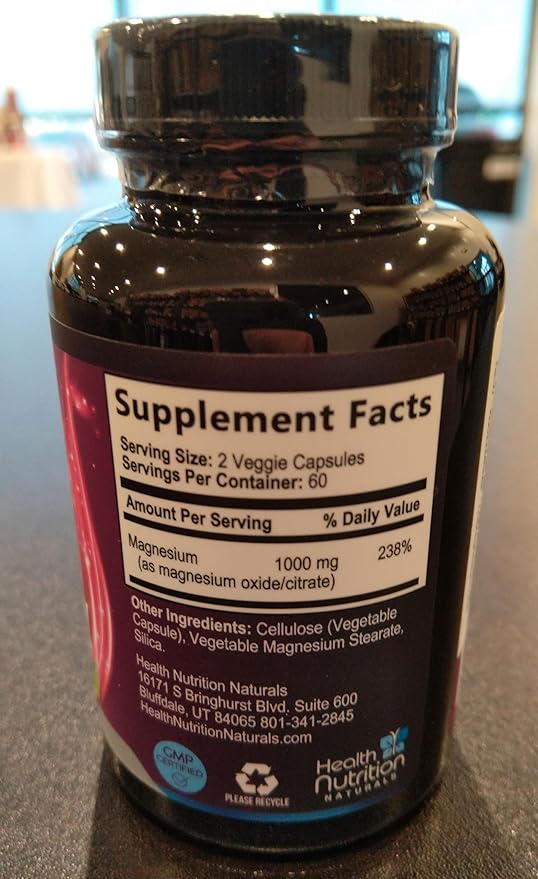 Supplement Facts
Serving Size: 2 Veggie Capsules
Servings Per Container: 60
Amount Per Serving % Daily Value
Magnesium 1000 mg 238%
(as magnesium oxide/citrate)
Other Ingredients: Cellulose (Vegetable
Capsule), Vegetable Magnesium Stearate,
Silica.
Health Nutrition Naturals
16171 S Bringhurst Blvd. Suite 600
Bluffdale, UT 84065 801-341-2845
HealthNutritionNaturals.com
GMP
CERTIFIED
PLEASE RECYCLE
Health
Nutrition
NATURALS